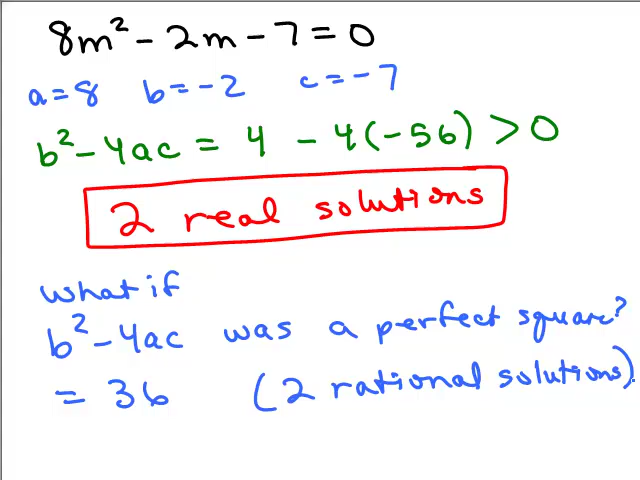 8m² - 2m - 7 = 0
a = 8 b = -2 c = -7
b² - 4ac = 4 - 4(-56) > 0
2 real solutions
What if
b² - 4ac was a perfect square?
= 36 (2 rational solutions).